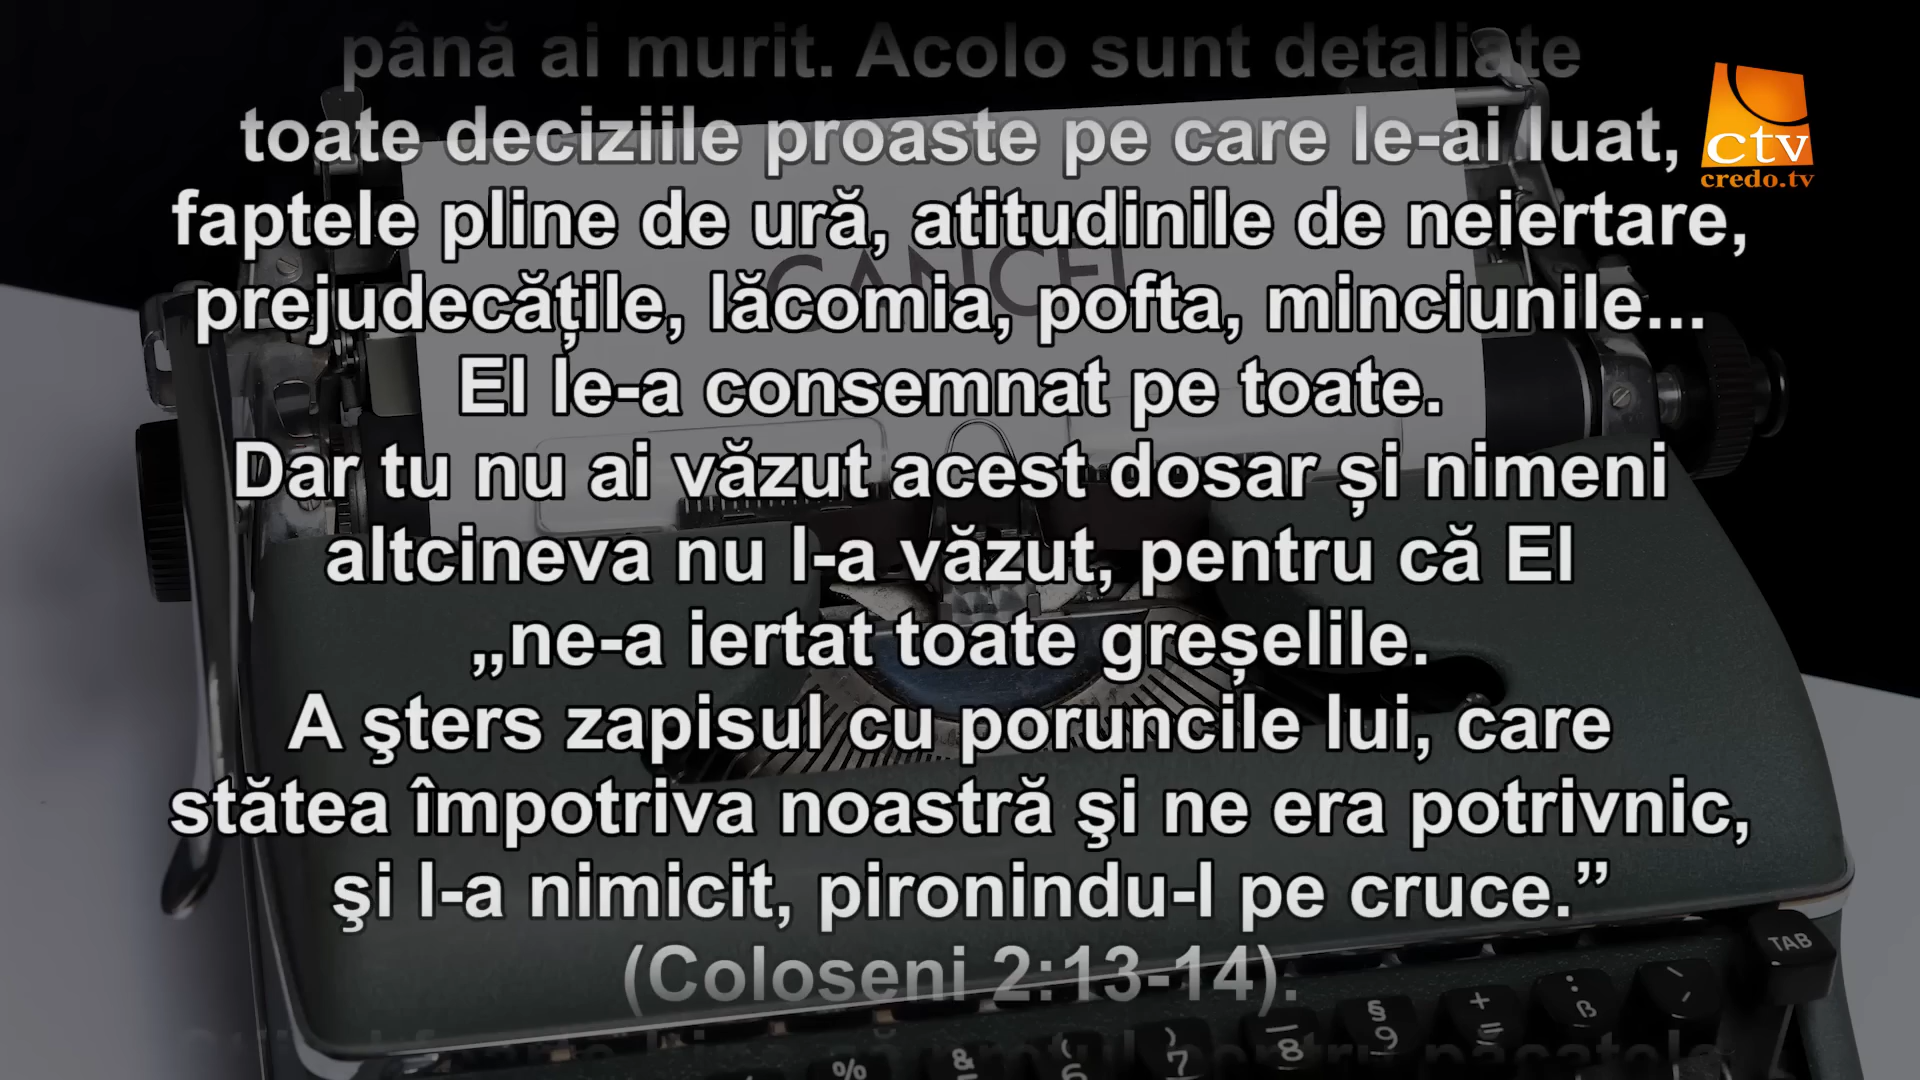 până ai murit. Acolo sunt detaliate
toate deciziile proaste pe care le-ai luat,
faptele pline de ură, atitudinile de neiertare,
prejudecățile, lăcomia, pofta, minciunile...
El le-a consemnat pe toate.
Dar tu nu ai văzut acest dosar și nimeni
altcineva nu l-a văzut, pentru că El
„ne-a iertat toate greșelile.
A şters zapisul cu poruncile lui, care
stătea împotriva noastră şi ne era potrivnic,
şi l-a nimicit, pironindu-l pe cruce.”
(Coloseni 2:13-14).
pentru păcatele
ctv
credo.tv
CANCEL
TAB